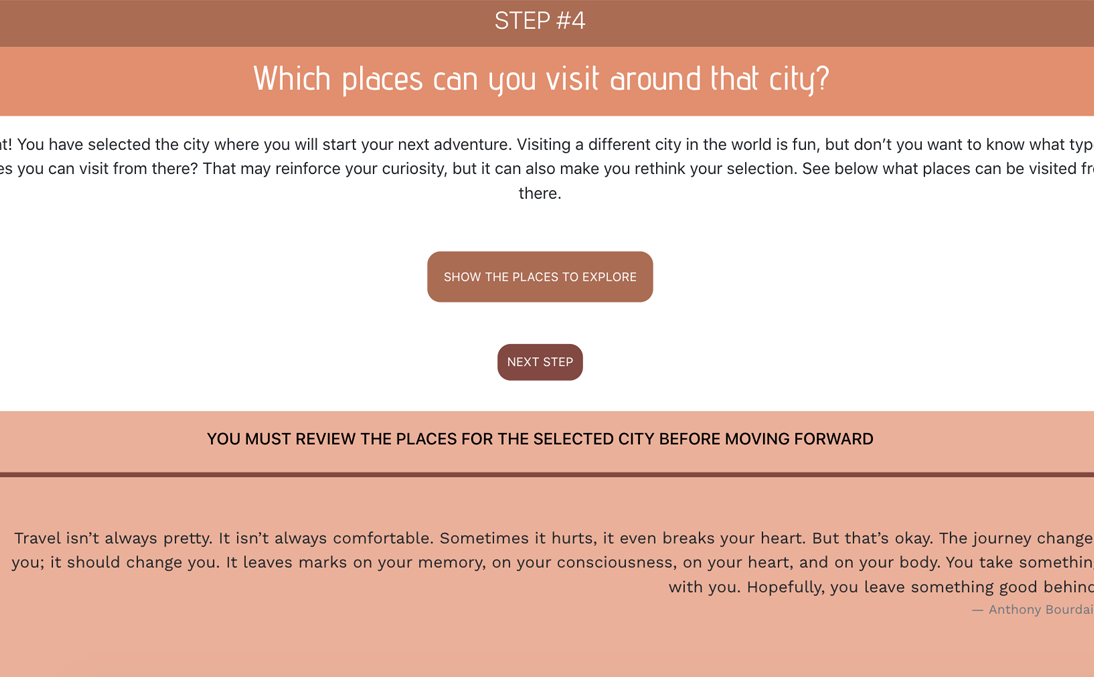 STEP #4
Which places can you visit around that city?
You have selected the city where you will start your next adventure. Visiting a different city in the world is fun, but don’t you want to know what
you can visit from there? That may reinforce your curiosity, but it can also make you rethink your selection. See below what places can be visited
there.
SHOW THE PLACES TO EXPLORE
NEXT STEP
YOU MUST REVIEW THE PLACES FOR THE SELECTED CITY BEFORE MOVING FORWARD
Travel isn’t always pretty. It isn’t always comfortable. Sometimes it hurts, it even breaks your heart. But that’s okay. The journey change
you; it should change you. It leaves marks on your memory, on your consciousness, on your heart, and on your body. You take somethin
with you. Hopefully, you leave something good behin
— Anthony Bourdai